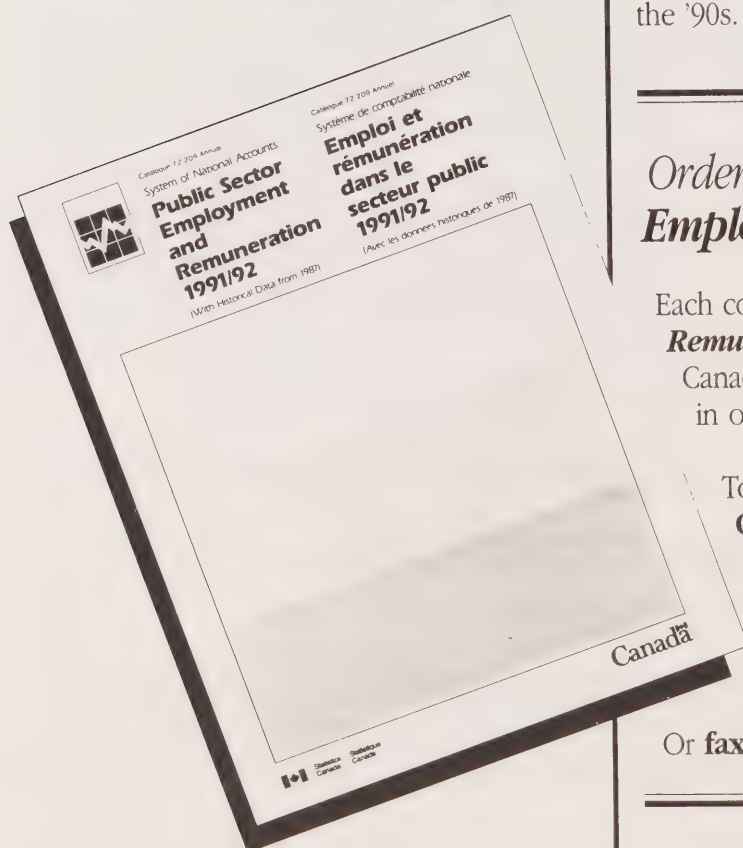 the '90s.
Catalogue 72 209 Annual
System of National Accounts
Public Sector
Employment
and
Remuneration
1991/92
(With Historical Data from 1987)
Catalogue 72 209 Annuel
Système de comptabilité nationale
Emploi et
rémunération
dans le
secteur public
1991/92
(Avec les données historiques de 1987)
Canada
Statistics
Canada
Statistique
Canada
Order
Emplo
Each co
Remu
Cana
in o
To
Or fax